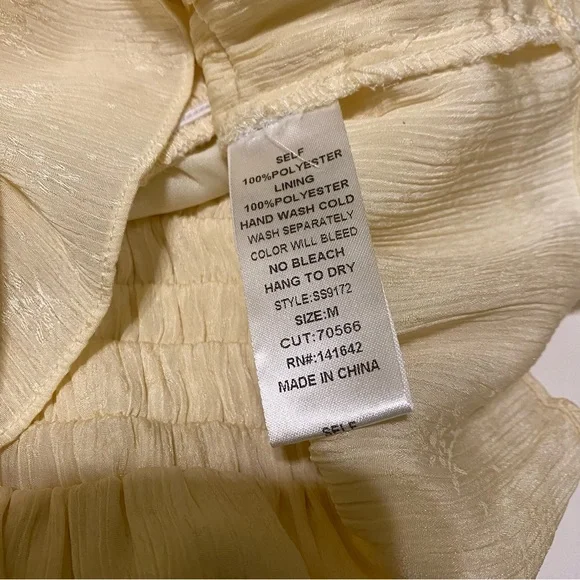 SELF
100%POLYESTER
LINING
100%POLYESTER
HAND WASH COLD
WASH SEPARATELY
COLOR WILL BLEED
NO BLEACH
HANG TO DRY
STYLE:SS9172
SIZE:M
CUT:70566
RN#:141642
MADE IN CHINA
SELF